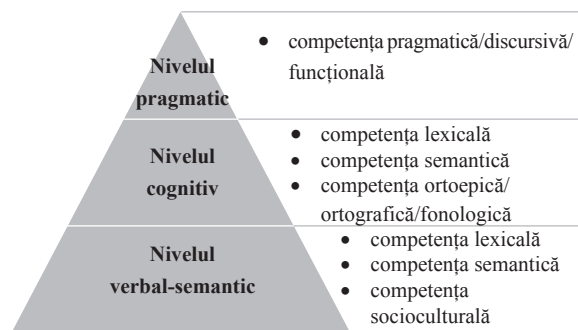 Nivelul
pragmatic
• competența pragmatică/discursivă/
funcțională
Nivelul
cognitiv
• competența lexicală
• competența semantică
• competența ortoepică/
ortografică/fonologică
Nivelul
verbal-semantic
• competența lexicală
• competența semantică
• competența
socioculturală